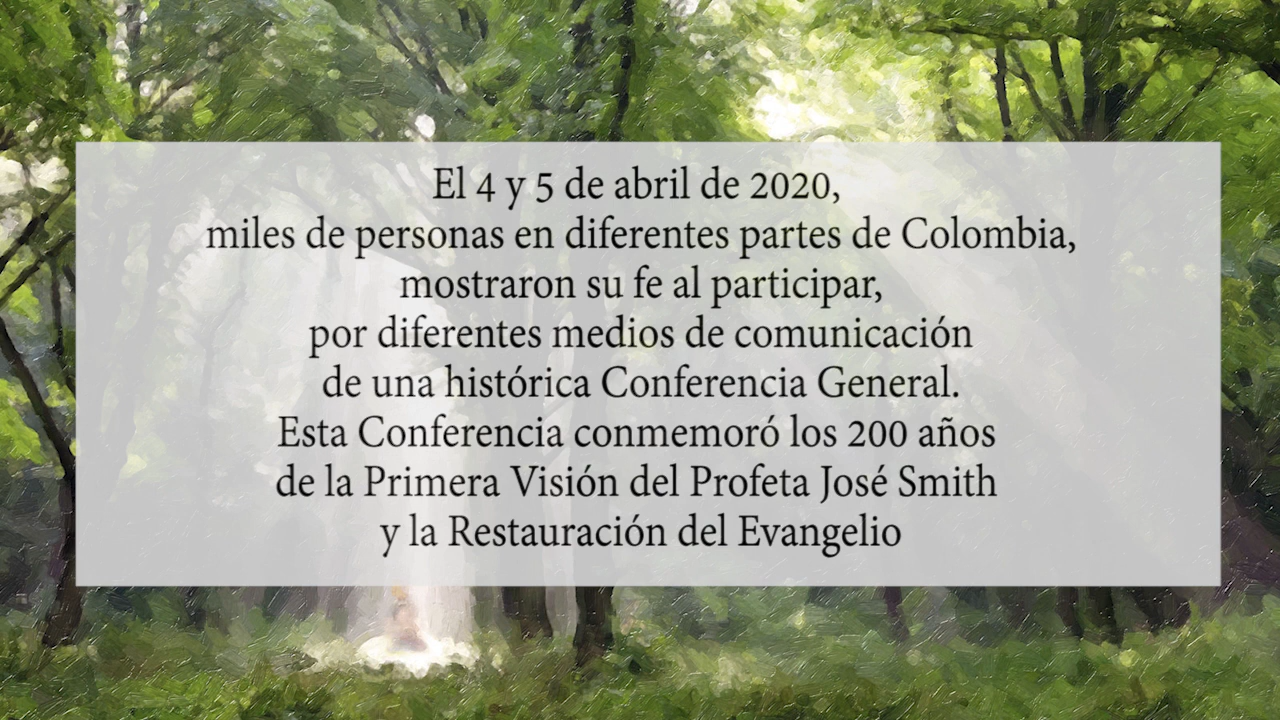 El 4 y 5 de abril de 2020,
miles de personas en diferentes partes de Colombia,
mostraron su fe al participar,
por diferentes medios de comunicación
de una histórica Conferencia General.
Esta Conferencia conmemoró los 200 años
de la Primera Visión del Profeta José Smith
y la Restauración del Evangelio